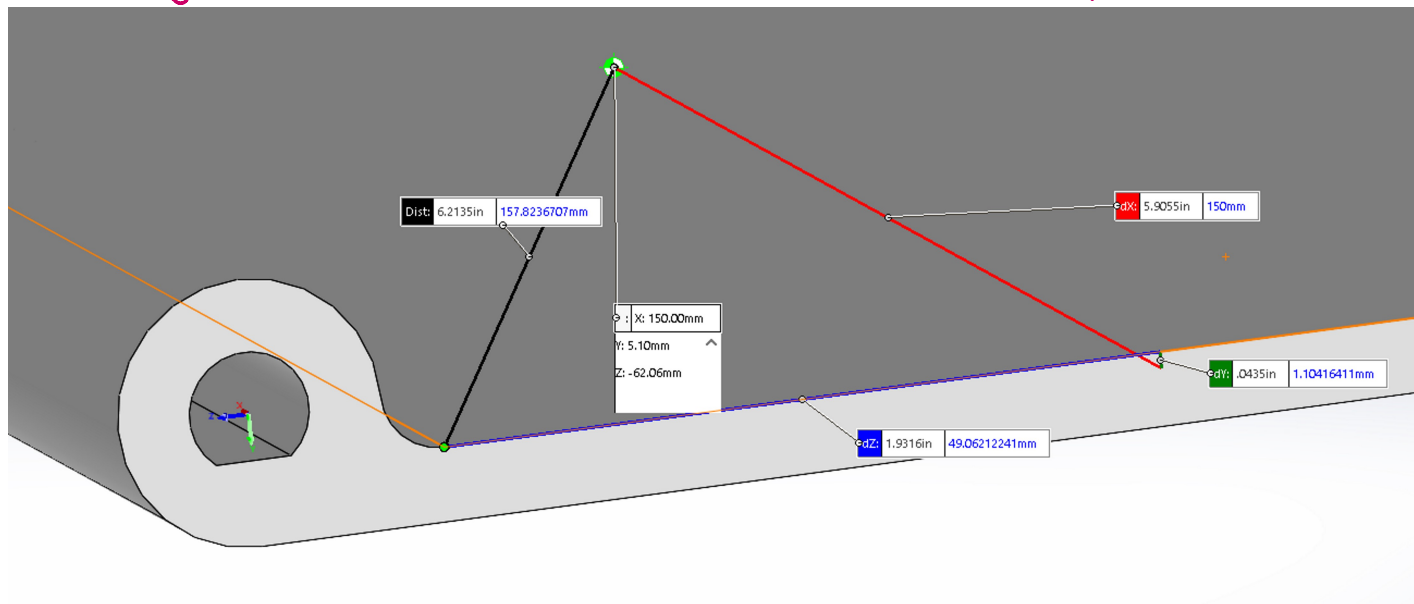 Dist: 6.2135in 157.8236707mm
dX: 5.9055in 150mm
: X: 150.00mm
Y: 5.10mm
Z: -62.06mm
dY: .0435in 1.10416411mm
dZ: 1.9316in 49.06212241mm